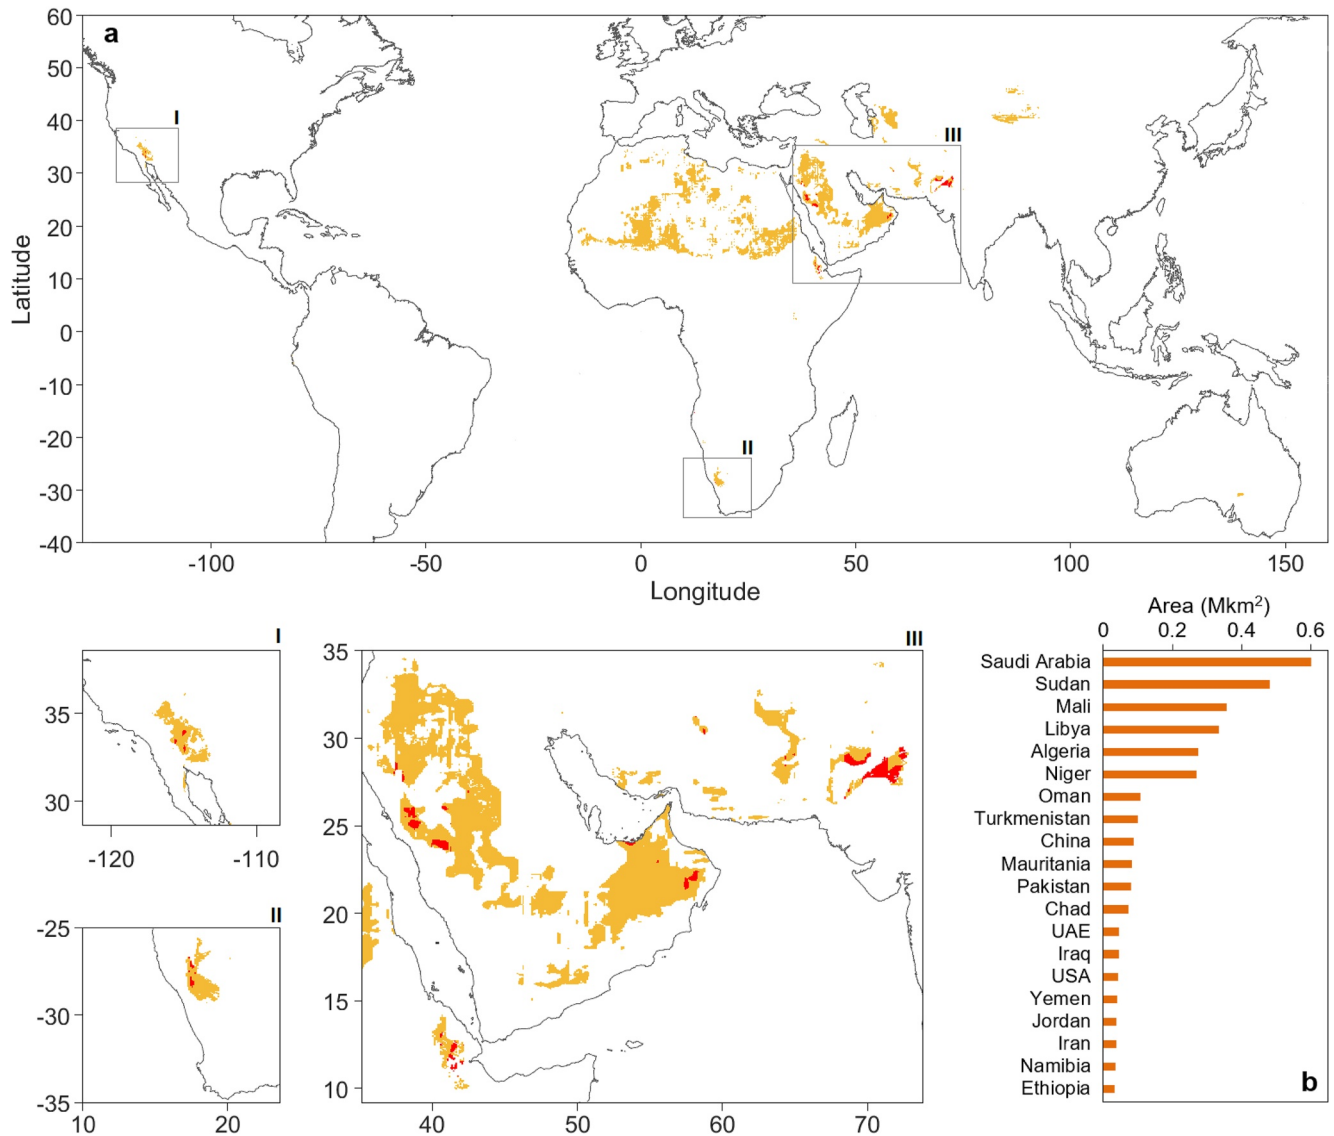 a
60
50
40
30
20
10
0
-10
-20
-30
-40
Latitude
I
II
III
-100
-50
0
50
100
150
Longitude
I
35
30
-120
-110
II
-25
-30
-35
10
20
III
35
30
25
20
15
10
40
50
60
70
Area (Mkm²)
0 0.2 0.4 0.6
Saudi Arabia
Sudan
Mali
Libya
Algeria
Niger
Oman
Turkmenistan
China
Mauritania
Pakistan
Chad
UAE
Iraq
USA
Yemen
Jordan
Iran
Namibia
Ethiopia
b